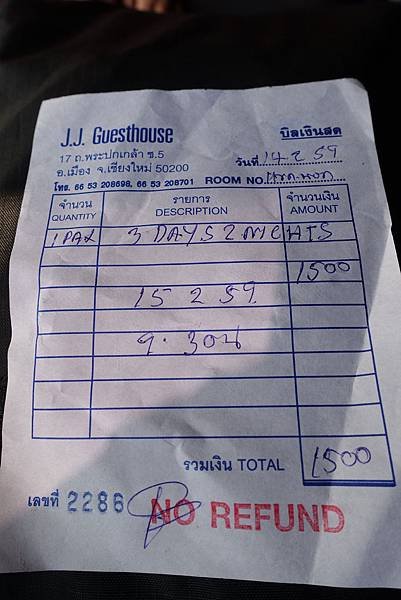 J.J. Guesthouse
บิลเงินสด
17 ถ.พระปกเกล้า ซ.5
อ.เมือง จ.เชียงใหม่ 50200
วันที่ 14 2 59
โทร. 66 53 208698, 66 53 208701 ROOM NO.
จำนวน รายการ จำนวนเงิน
QUANTITY DESCRIPTION AMOUNT
1 PAX 3 DAYS 2 NIGHTS
1500
15 2 59
9.30น
รวมเงิน TOTAL 1500
เลขที่ 2286 NO REFUND